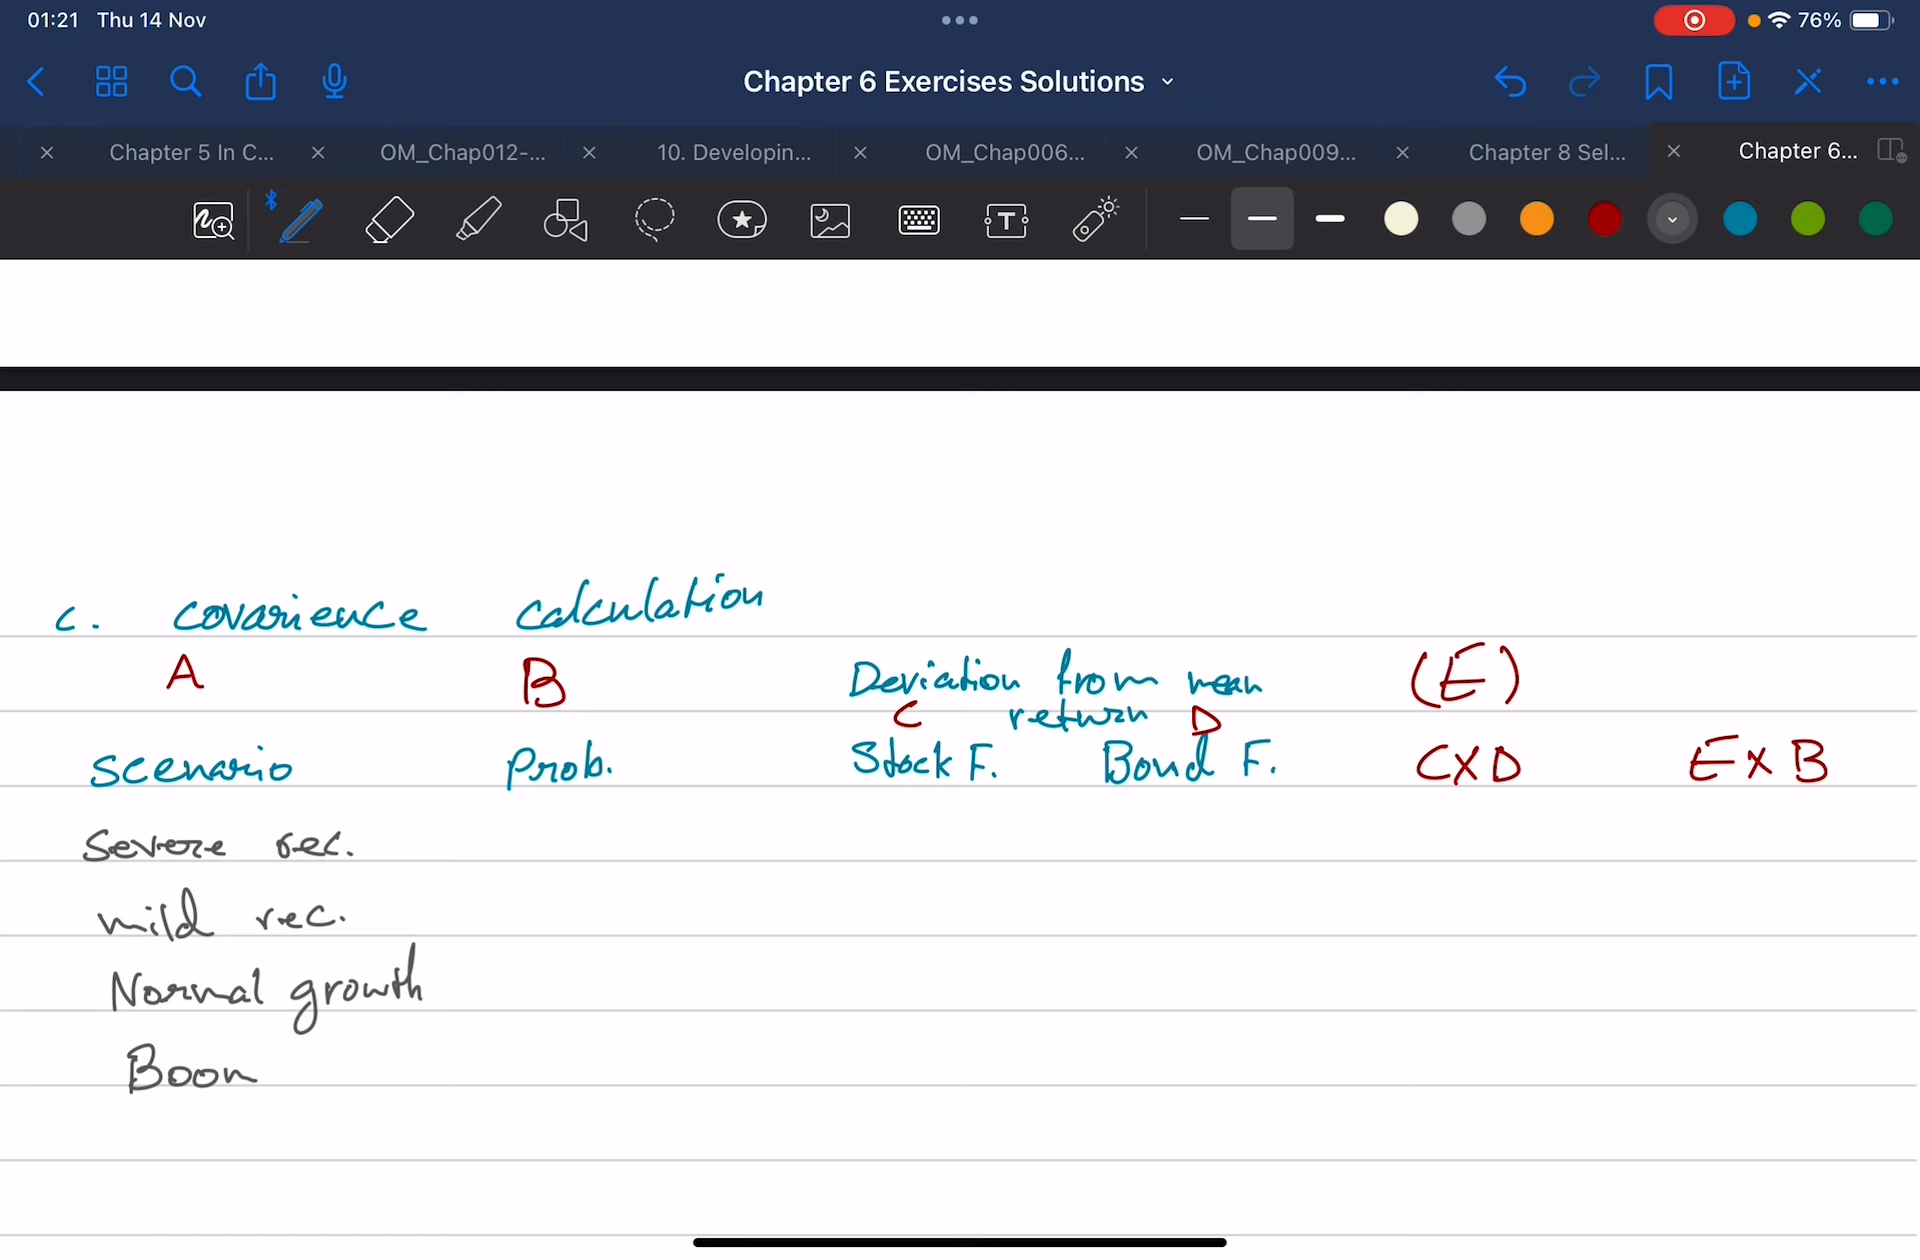 01:21 Thu 14 Nov 76%
Chapter 6 Exercises Solutions
Chapter 5 In C... OM_Chap012-... 10. Developin... OM_Chap006... OM_Chap009... Chapter 8 Sel... Chapter 6...
c. covarience calculation
A B Deviation from mean (E)
C return D
scenario Prob. Stock F. Bond F. CXD EXB
Severe rec.
mild rec.
Normal growth
Boom